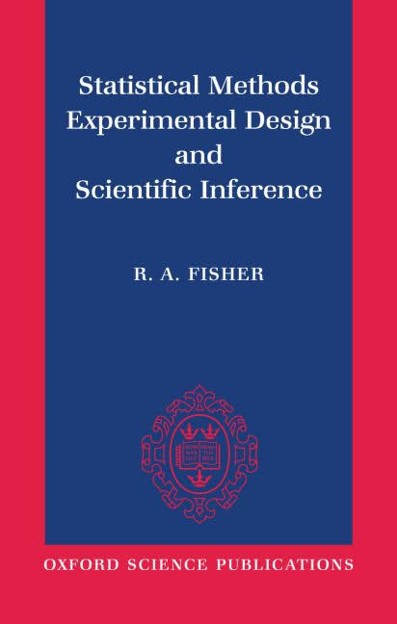 Statistical Methods
Experimental Design
and
Scientific Inference
R. A. FISHER
OXFORD SCIENCE PUBLICATIONS